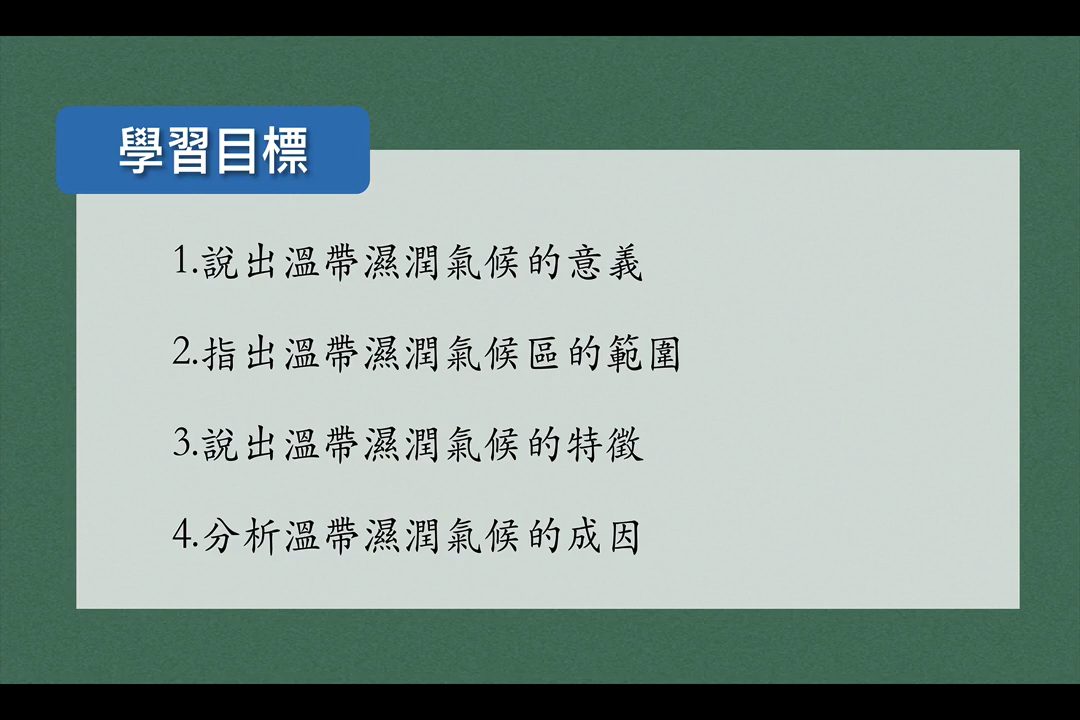 學習目標
1.說出溫帶濕潤氣候的意義
2.指出溫帶濕潤氣候區的範圍
3.說出溫帶濕潤氣候的特徵
4.分析溫帶濕潤氣候的成因